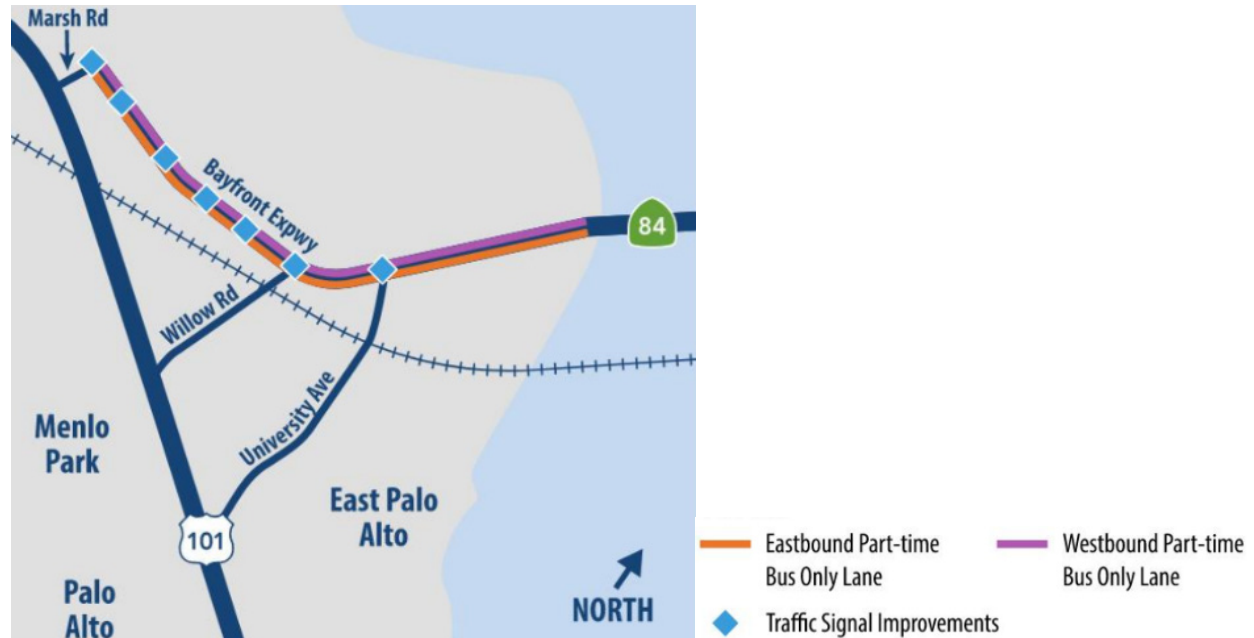 Marsh Rd
Bayfront Expwy
84
Willow Rd
University Ave
Menlo
Park
East Palo
Alto
101
Palo
Alto
NORTH
Eastbound Part-time
Bus Only Lane
Westbound Part-time
Bus Only Lane
Traffic Signal Improvements